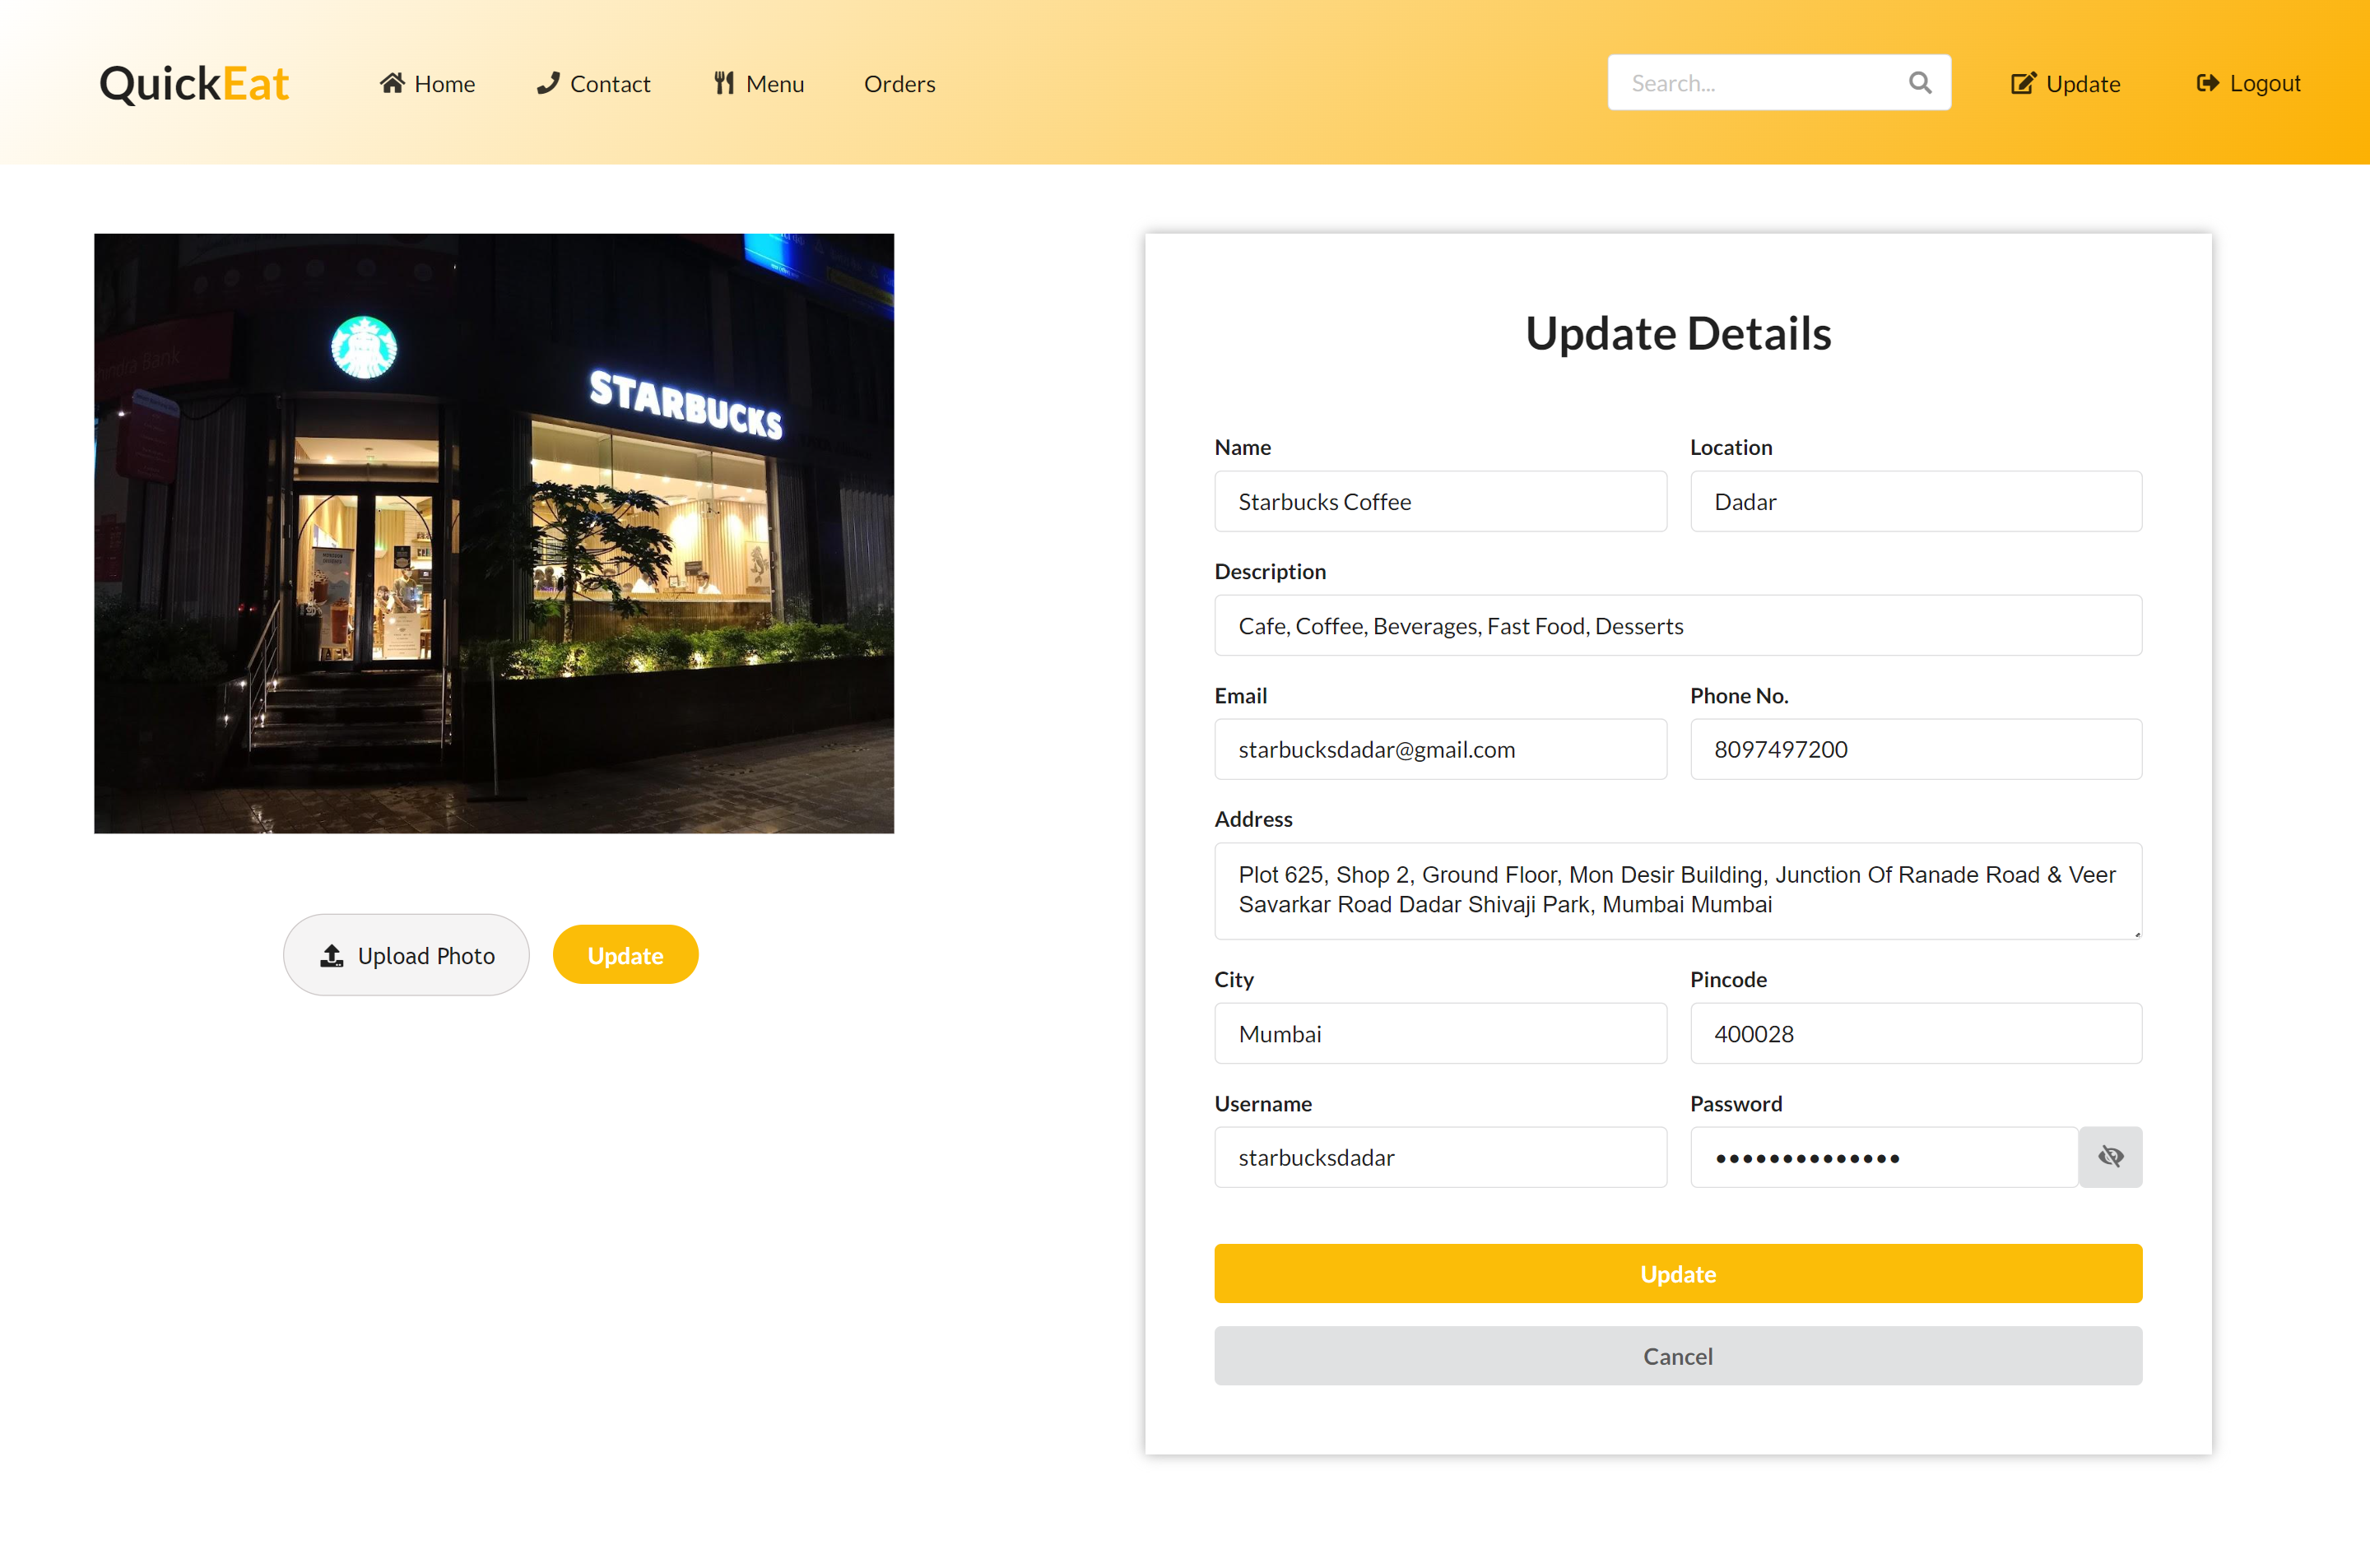 QuickEat
Home
Contact
Menu
Orders
Search...
Update
Logout
STARBUCKS
Upload Photo
Update
Update Details
Name
Location
Starbucks Coffee
Dadar
Description
Cafe, Coffee, Beverages, Fast Food, Desserts
Email
Phone No.
starbucksdadar@gmail.com
8097497200
Address
Plot 625, Shop 2, Ground Floor, Mon Desir Building, Junction Of Ranade Road & Veer
Savarkar Road Dadar Shivaji Park, Mumbai Mumbai
City
Pincode
Mumbai
400028
Username
Password
starbucksdadar
••••••••••••••
Update
Cancel